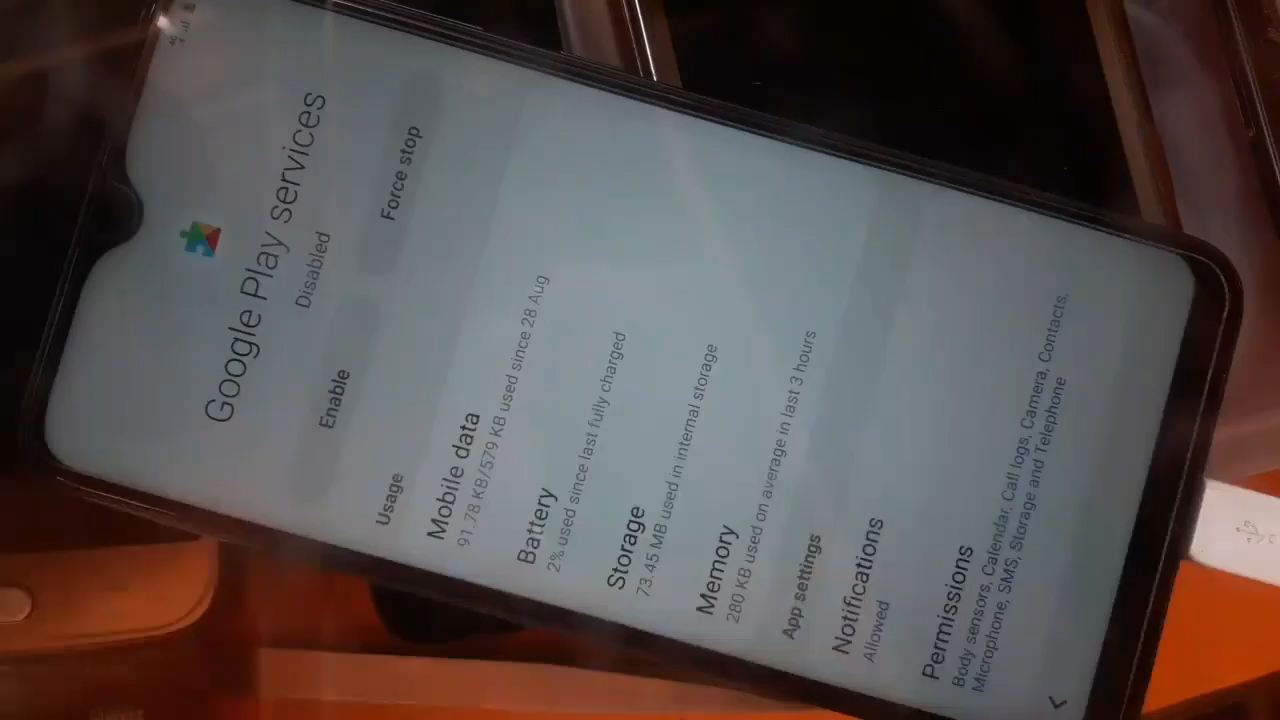 4G
Google Play services
Disabled
Enable
Force stop
Usage
Mobile data
91.78 KB/579 KB used since 28 Aug
Battery
2% used since last fully charged
Storage
73.45 MB used in internal storage
Memory
280 KB used on average in last 3 hours
App settings
Notifications
Allowed
Permissions
Body sensors, Calendar, Call logs, Camera, Contacts,
Microphone, SMS, Storage and Telephone